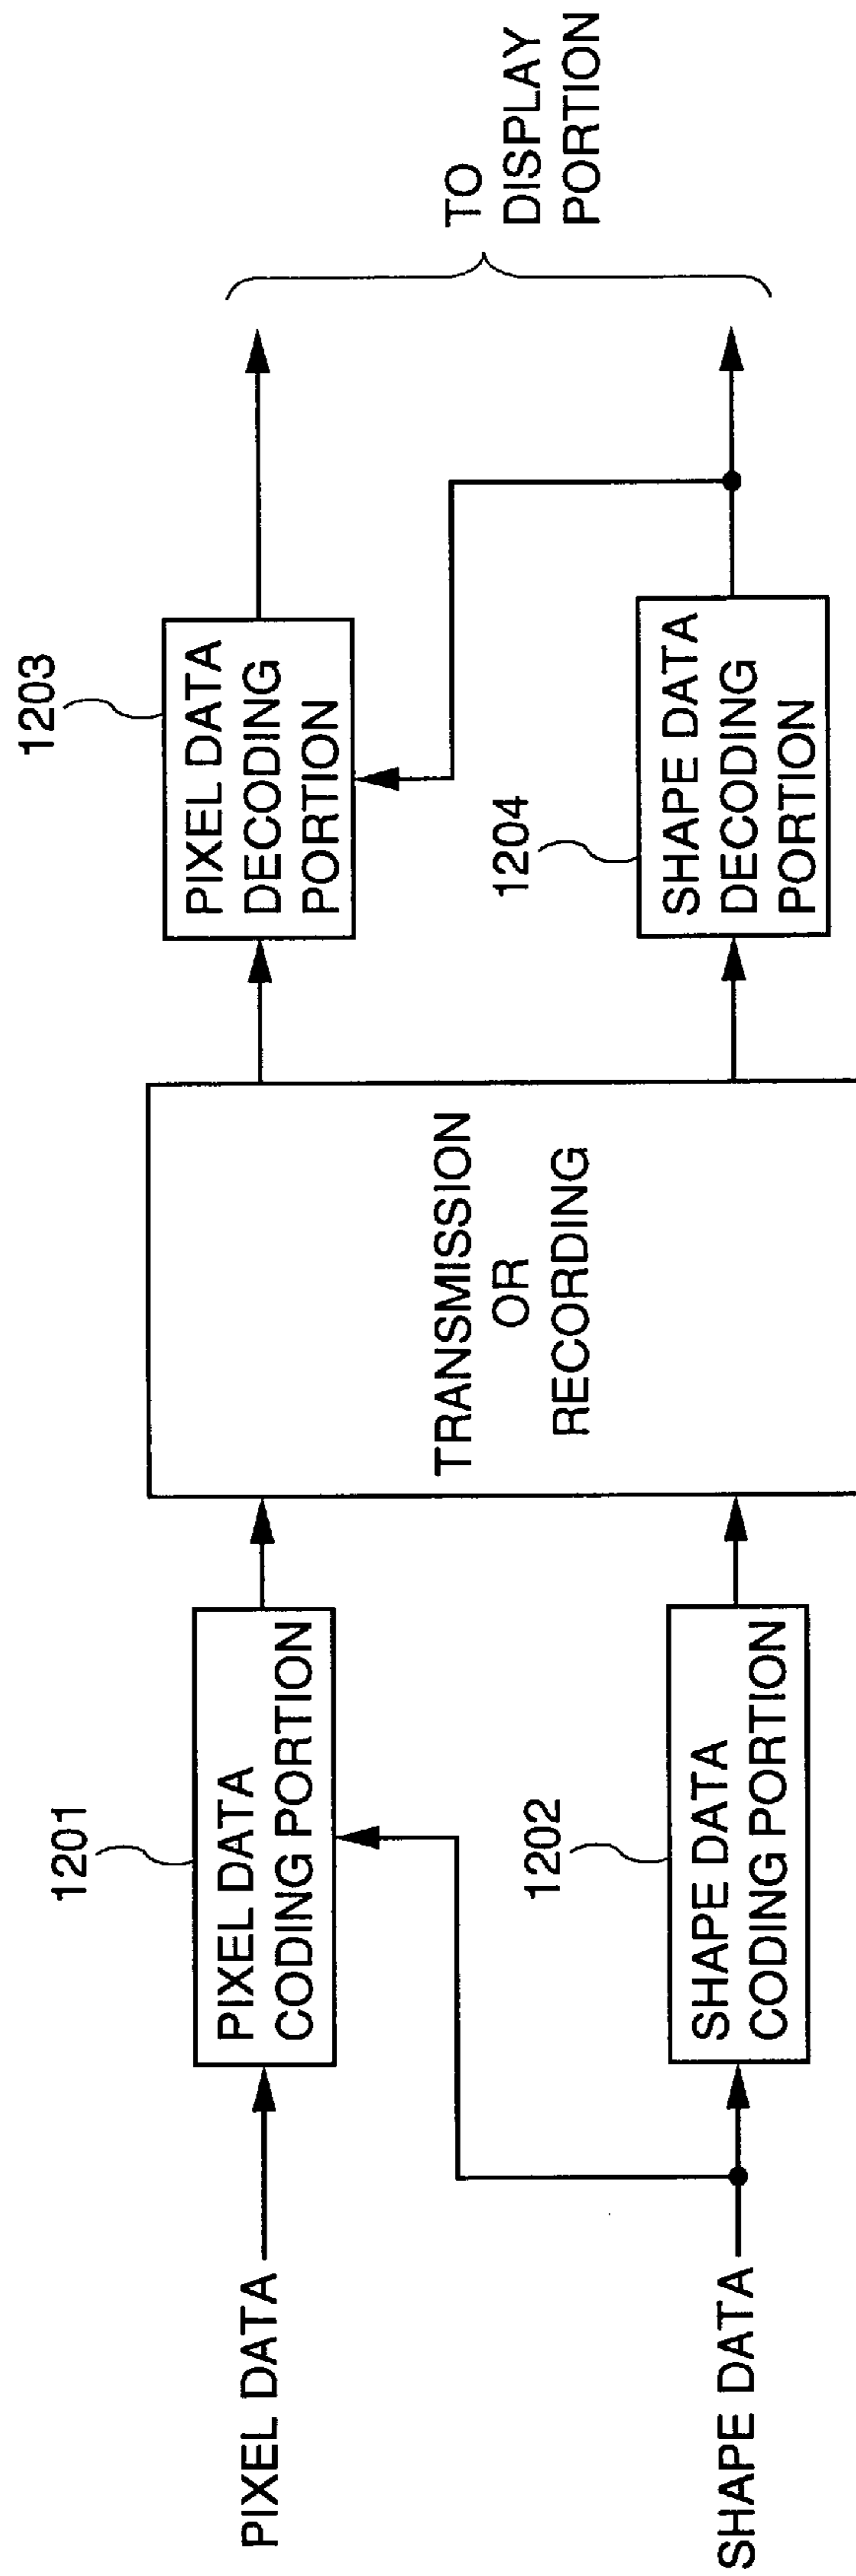 PIXEL DATA
1201
PIXEL DATA
CODING PORTION
SHAPE DATA
1202
SHAPE DATA
CODING PORTION
TRANSMISSION
OR
RECORDING
1203
PIXEL DATA
DECODING
PORTION
1204
SHAPE DATA
DECODING
PORTION
TO
DISPLAY
PORTION